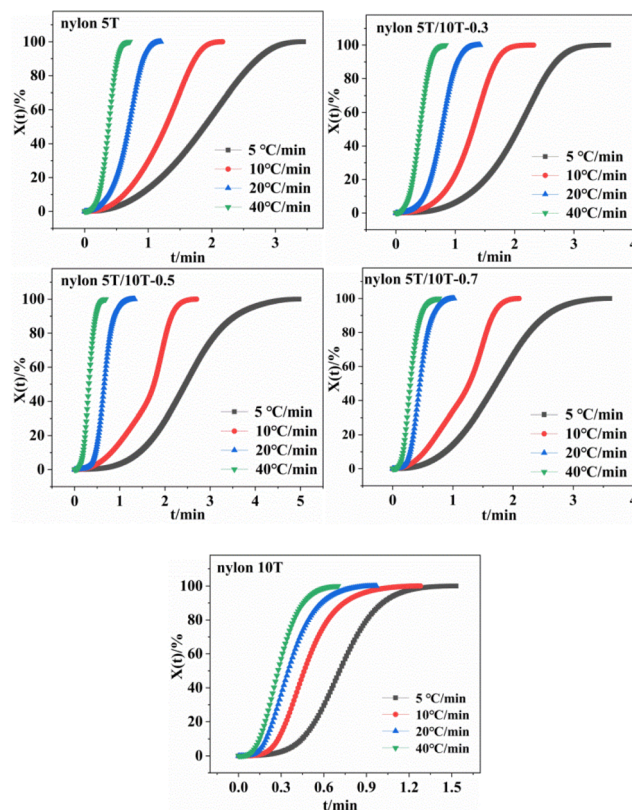 nylon 5T
100
80
60
40
20
0
X(t)/%
5 °C/min
10°C/min
20°C/min
40°C/min
0 1 2 3
t/min
nylon 5T/10T-0.3
100
80
60
40
20
0
X(t)/%
5 °C/min
10°C/min
20°C/min
40°C/min
0 1 2 3 4
t/min
nylon 5T/10T-0.5
100
80
60
40
20
0
X(t)/%
5 °C/min
10°C/min
20°C/min
40°C/min
0 1 2 3 4 5
t/min
nylon 5T/10T-0.7
100
80
60
40
20
0
X(t)/%
5 °C/min
10°C/min
20°C/min
40°C/min
0 1 2 3 4
t/min
nylon 10T
100
80
60
40
20
0
X(t)/%
5 °C/min
10°C/min
20°C/min
40°C/min
0.0 0.3 0.6 0.9 1.2 1.5
t/min